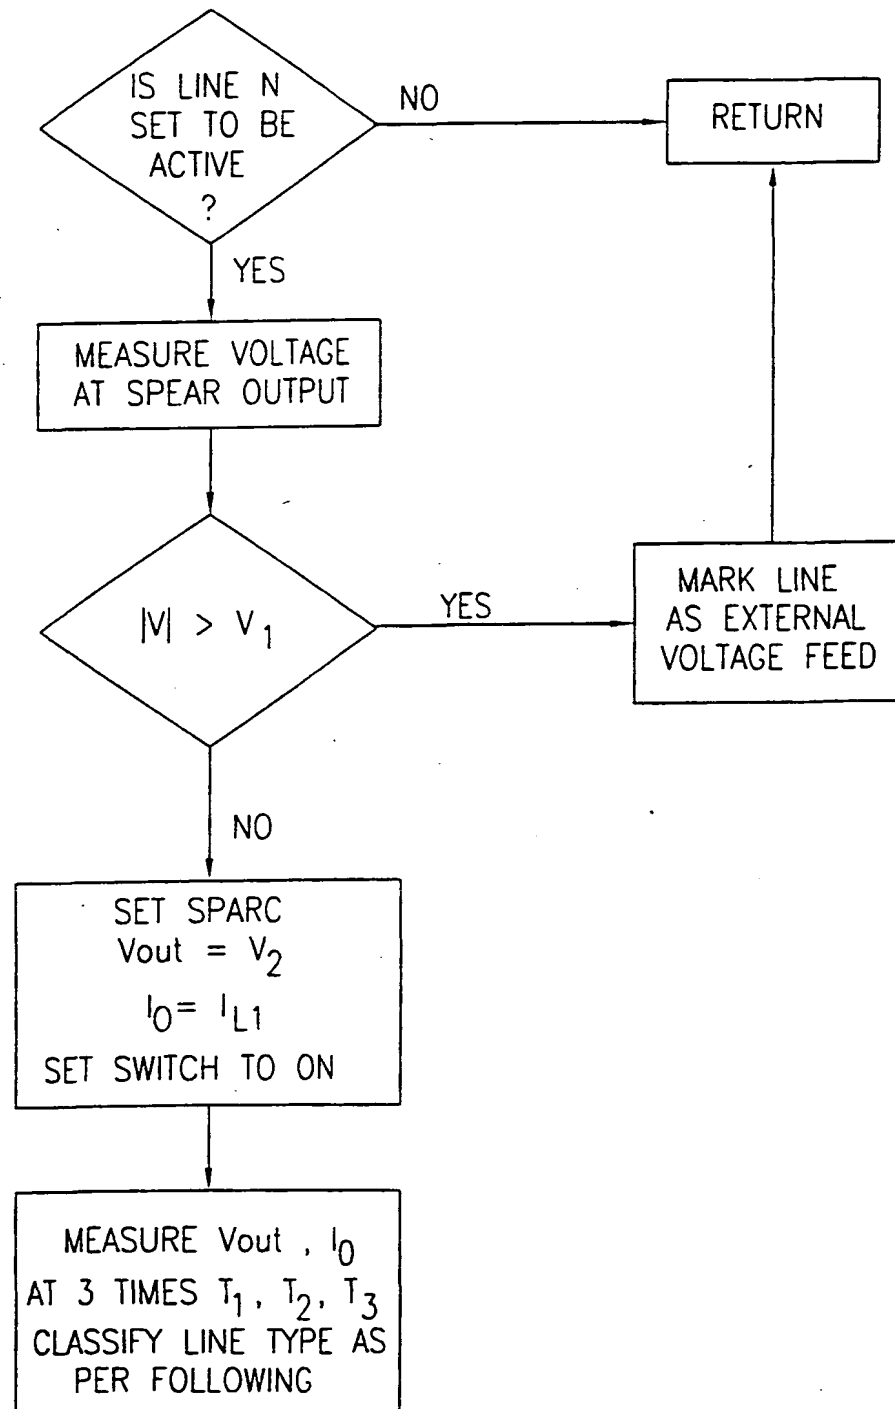 IS LINE N
SET TO BE
ACTIVE
?
NO
RETURN
YES
MEASURE VOLTAGE
AT SPEAR OUTPUT
|V| > V1
YES
MARK LINE
AS EXTERNAL
VOLTAGE FEED
NO
SET SPARC
Vout = V2
IO= IL1
SET SWITCH TO ON
MEASURE Vout , IO
AT 3 TIMES T1, T2, T3
CLASSIFY LINE TYPE AS
PER FOLLOWING